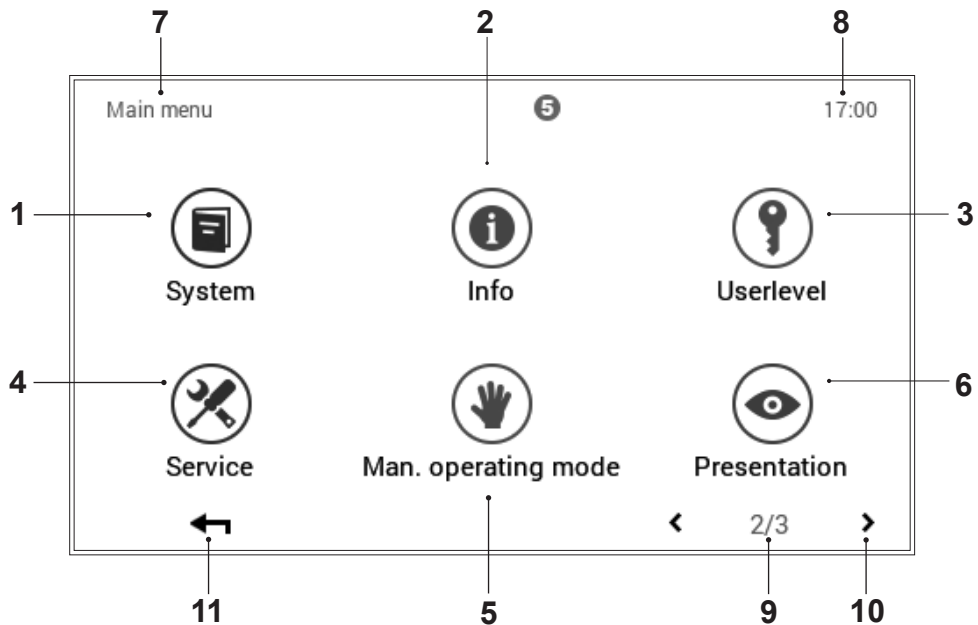 7 2 8
Main menu 5 17:00
1 3
System Info Userlevel
4 6
Service Man. operating mode Presentation
< 2/3 >
11 5 9 10